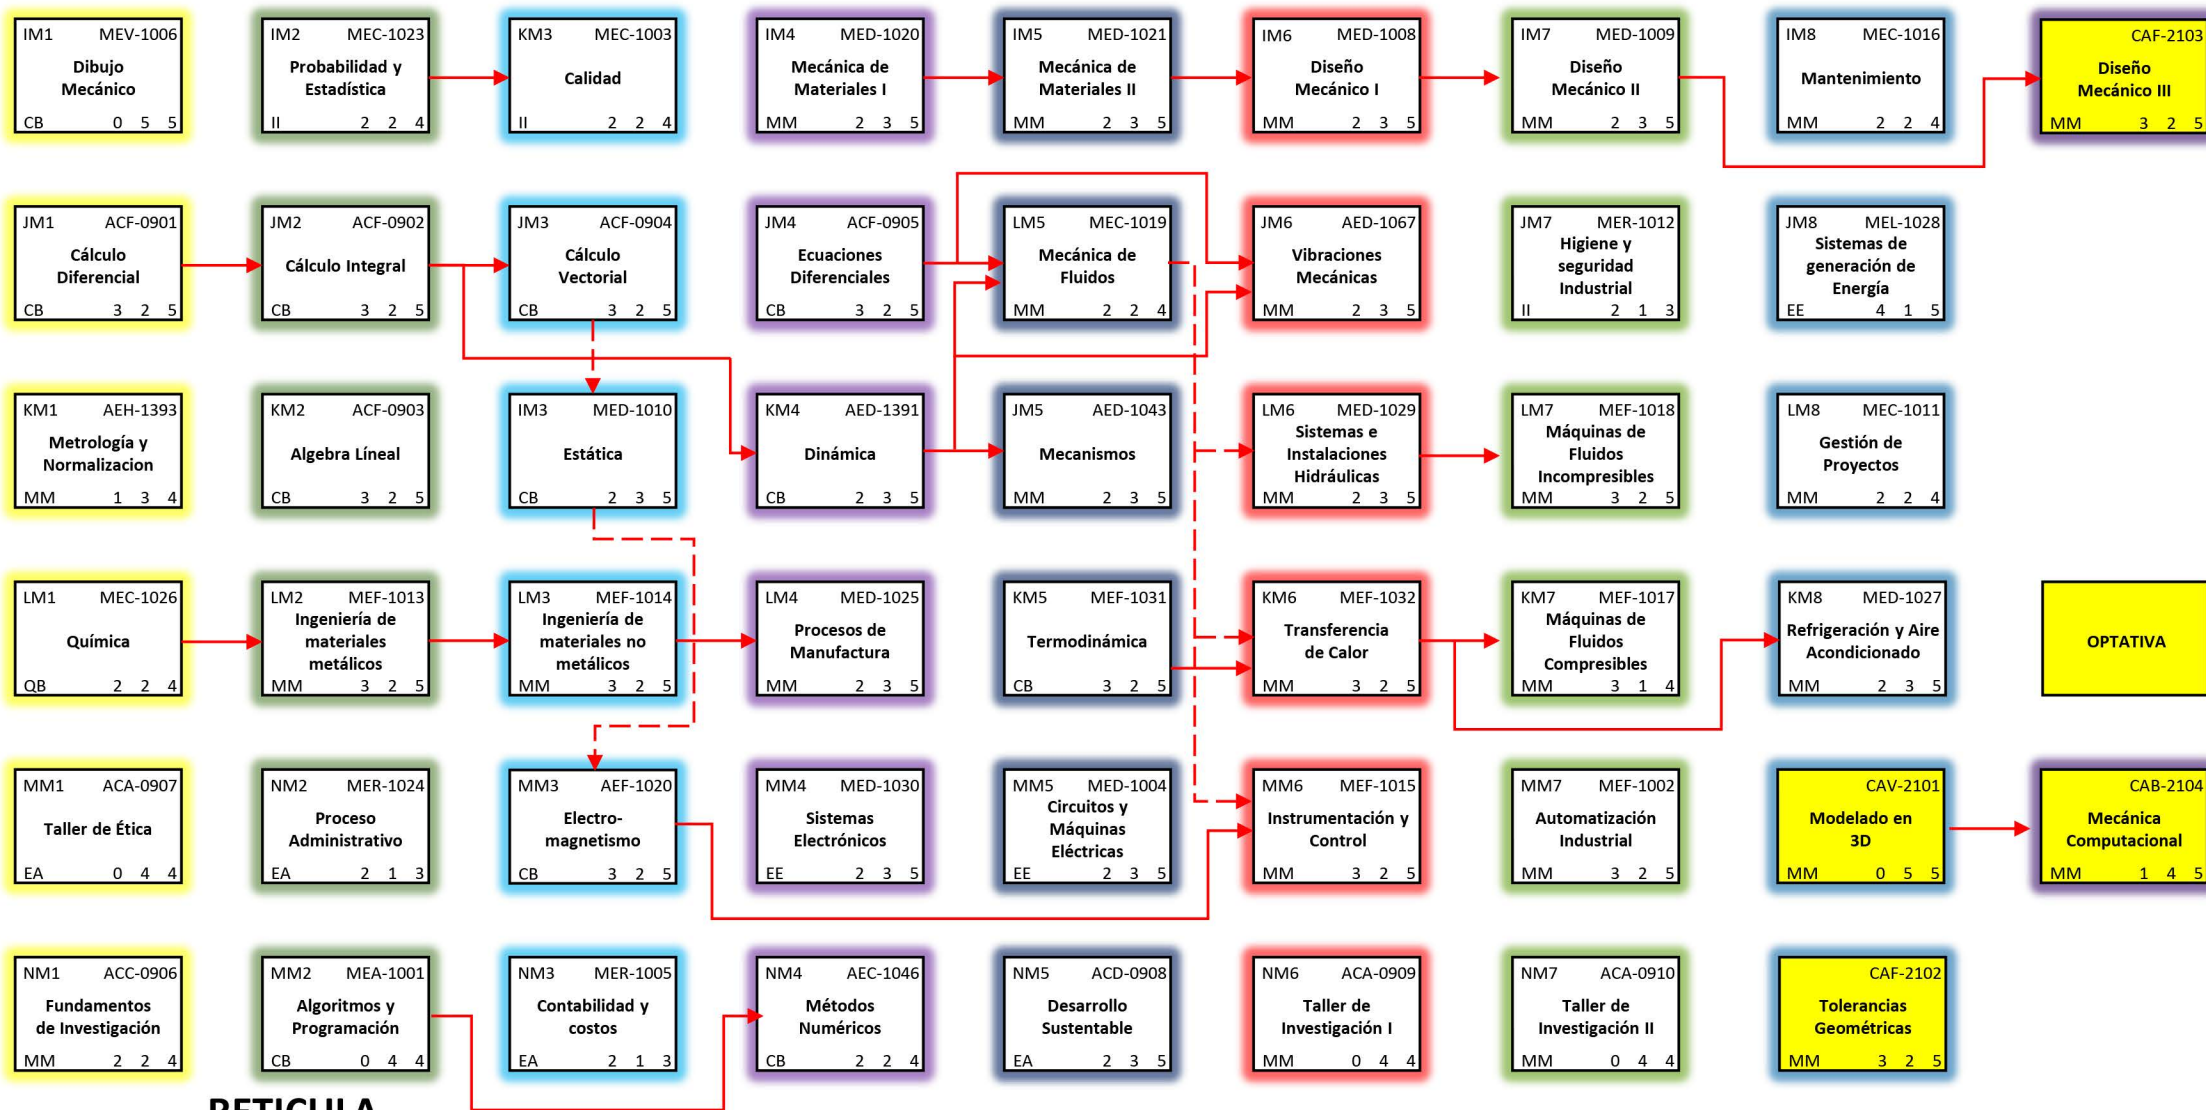 IM1 MEV-1006
Dibujo
Mecánico
CB 0 5 5
IM2 MEC-1023
Probabilidad y
Estadística
II 2 2 4
KM3 MEC-1003
Calidad
II 2 2 4
IM4 MED-1020
Mecánica de
Materiales I
MM 2 3 5
IM5 MED-1021
Mecánica de
Materiales II
MM 2 3 5
IM6 MED-1008
Diseño
Mecánico I
MM 2 3 5
IM7 MED-1009
Diseño
Mecánico II
MM 2 3 5
IM8 MEC-1016
Mantenimiento
MM 2 2 4
CAF-2103
Diseño
Mecánico III
MM 3 2 5
JM1 ACF-0901
Cálculo
Diferencial
CB 3 2 5
JM2 ACF-0902
Cálculo Integral
CB 3 2 5
JM3 ACF-0904
Cálculo
Vectorial
CB 3 2 5
JM4 ACF-0905
Ecuaciones
Diferenciales
CB 3 2 5
LM5 MEC-1019
Mecánica de
Fluidos
MM 2 2 4
JM6 AED-1067
Vibraciones
Mecánicas
MM 2 3 5
JM7 MER-1012
Higiene y
seguridad
Industrial
II 2 1 3
JM8 MEL-1028
Sistemas de
generación de
Energía
EE 4 1 5
KM1 AEH-1393
Metrología y
Normalizacion
MM 1 3 4
KM2 ACF-0903
Algebra Líneal
CB 3 2 5
IM3 MED-1010
Estática
CB 2 3 5
KM4 AED-1391
Dinámica
CB 2 3 5
JM5 AED-1043
Mecanismos
MM 2 3 5
LM6 MED-1029
Sistemas e
Instalaciones
Hidráulicas
MM 2 3 5
LM7 MEF-1018
Máquinas de
Fluidos
Incompresibles
MM 3 2 5
LM8 MEC-1011
Gestión de
Proyectos
MM 2 2 4
LM1 MEC-1026
Química
QB 2 2 4
LM2 MEF-1013
Ingeniería de
materiales
metálicos
MM 3 2 5
LM3 MEF-1014
Ingeniería de
materiales no
metálicos
MM 3 2 5
LM4 MED-1025
Procesos de
Manufactura
MM 2 3 5
KM5 MEF-1031
Termodinámica
CB 3 2 5
KM6 MEF-1032
Transferencia
de Calor
MM 3 2 5
KM7 MEF-1017
Máquinas de
Fluidos
Compresibles
MM 3 1 4
KM8 MED-1027
Refrigeración y Aire
Acondicionado
MM 2 3 5
OPTATIVA
MM1 ACA-0907
Taller de Ética
EA 0 4 4
NM2 MER-1024
Proceso
Administrativo
EA 2 1 3
MM3 AEF-1020
Electro-
magnetismo
CB 3 2 5
MM4 MED-1030
Sistemas
Electrónicos
EE 2 3 5
MM5 MED-1004
Circuitos y
Máquinas
Eléctricas
EE 2 3 5
MM6 MEF-1015
Instrumentación y
Control
MM 3 2 5
MM7 MEF-1002
Automatización
Industrial
MM 3 2 5
CAV-2101
Modelado en
3D
MM 0 5 5
CAB-2104
Mecánica
Computacional
MM 1 4 5
NM1 ACC-0906
Fundamentos
de Investigación
MM 2 2 4
MM2 MEA-1001
Algoritmos y
Programación
CB 0 4 4
NM3 MER-1005
Contabilidad y
costos
EA 2 1 3
NM4 AEC-1046
Métodos
Numéricos
CB 2 2 4
NM5 ACD-0908
Desarrollo
Sustentable
EA 2 3 5
NM6 ACA-0909
Taller de
Investigación I
MM 0 4 4
NM7 ACA-0910
Taller de
Investigación II
MM 0 4 4
CAF-2102
Tolerancias
Geométricas
MM 3 2 5
RETICULA